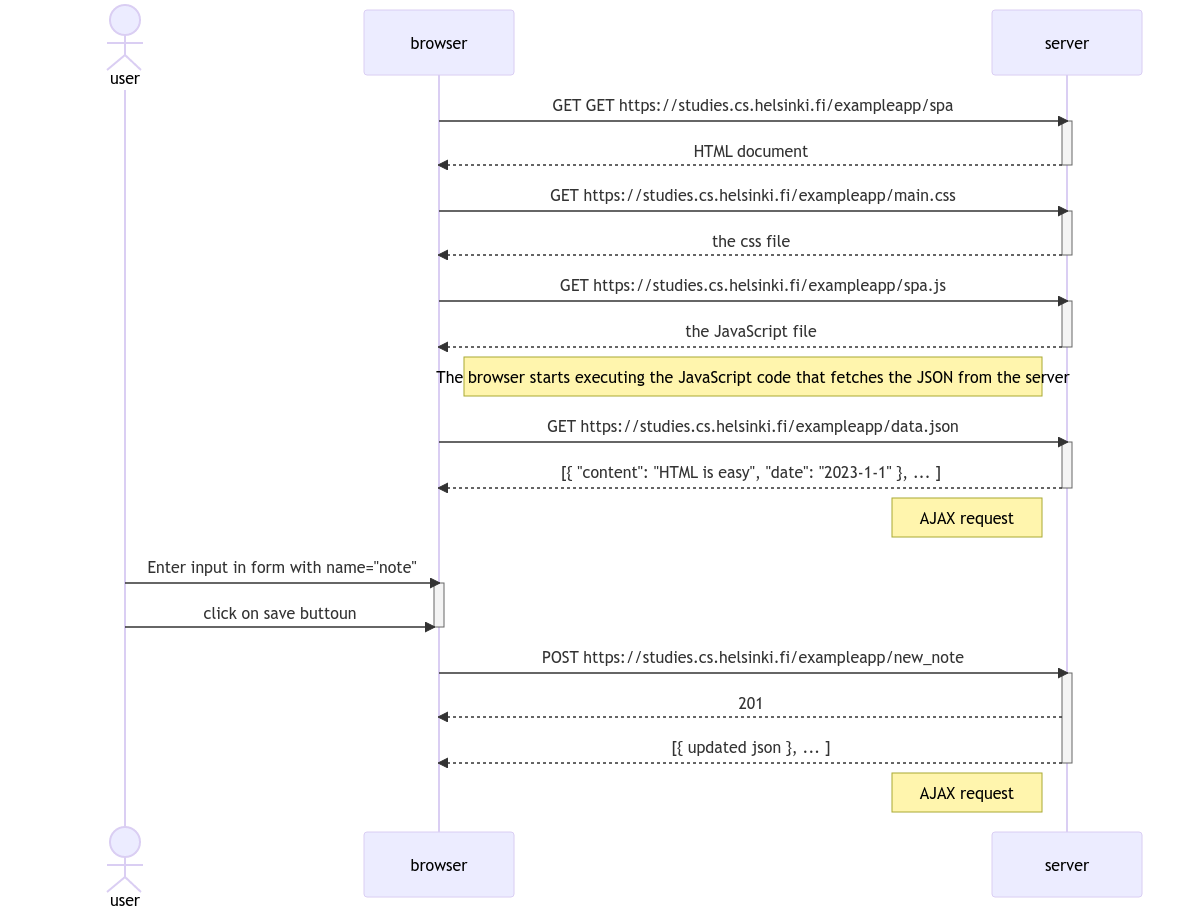 user
browser
server
GET GET https://studies.cs.helsinki.fi/exampleapp/spa
HTML document
GET https://studies.cs.helsinki.fi/exampleapp/main.css
the css file
GET https://studies.cs.helsinki.fi/exampleapp/spa.js
the JavaScript file
The browser starts executing the JavaScript code that fetches the JSON from the server
GET https://studies.cs.helsinki.fi/exampleapp/data.json
[{ "content": "HTML is easy", "date": "2023-1-1" }, ... ]
AJAX request
Enter input in form with name="note"
click on save buttoun
POST https://studies.cs.helsinki.fi/exampleapp/new_note
201
[{ updated json }, ... ]
AJAX request
user
browser
server